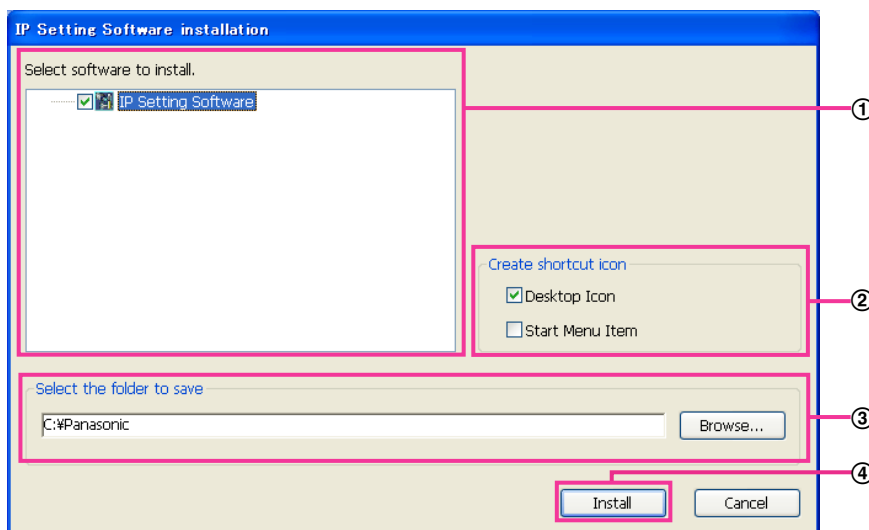 IP Setting Software installation
Select software to install.
IP Setting Software
①
Create shortcut icon
Desktop Icon
Start Menu Item
②
Select the folder to save
C:¥Panasonic
Browse...
③
④
Install
Cancel